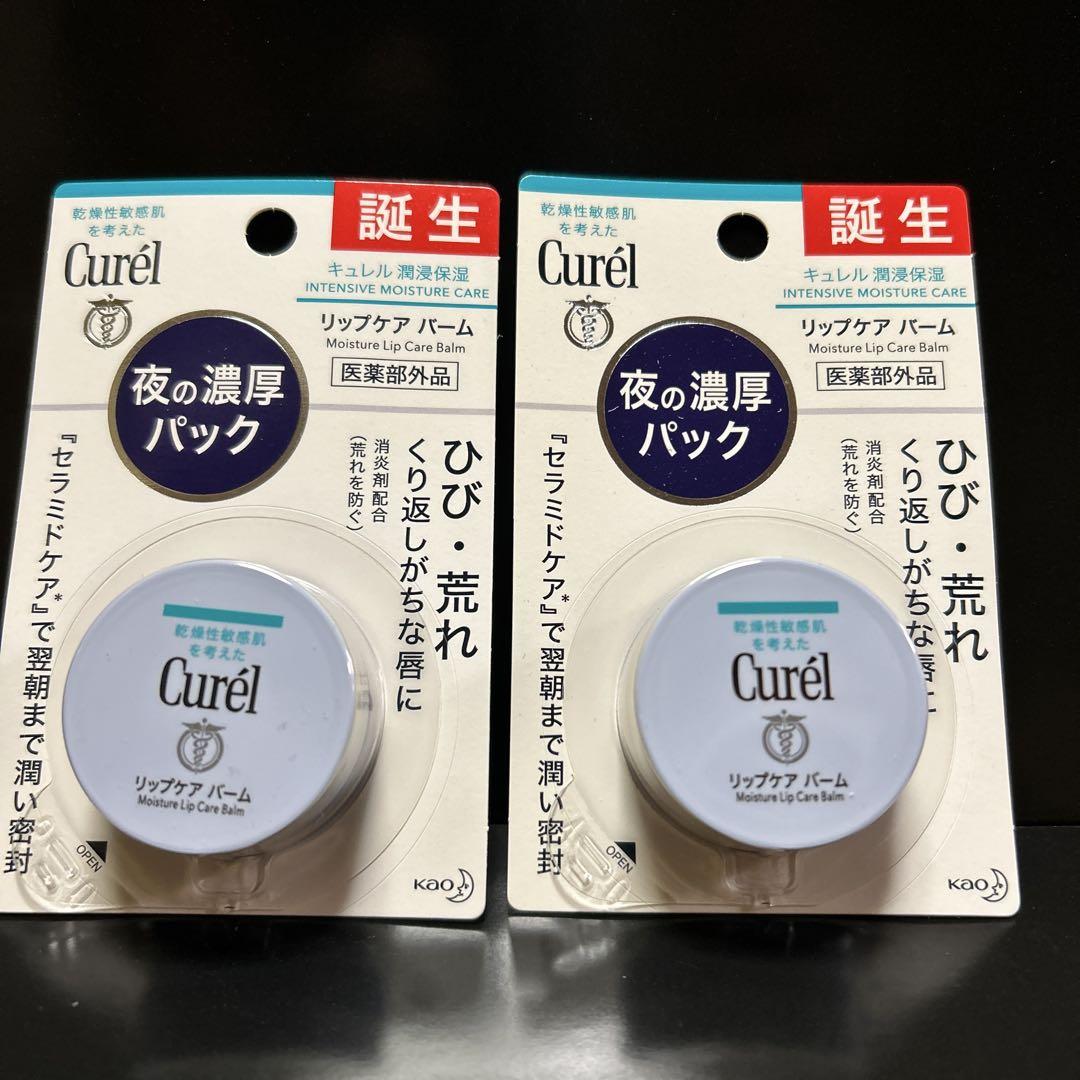 乾燥性敏感肌
を考えた
Curél
誕生
キュレル 潤浸保湿
INTENSIVE MOISTURE CARE
リップケア バーム
Moisture Lip Care Balm
医薬部外品
夜の濃厚
パック
ひび・荒れ
くり返しがちな唇に
消炎剤配合
(荒れを防ぐ)
『セラミドケア*』で翌朝まで潤い密封
乾燥性敏感肌
を考えた
Curél
リップケア バーム
Moisture Lip Care Balm
OPEN
Kao
乾燥性敏感肌
を考えた
Curél
誕生
キュレル 潤浸保湿
INTENSIVE MOISTURE CARE
リップケア バーム
Moisture Lip Care Balm
医薬部外品
夜の濃厚
パック
ひび・荒れ
くり返しがちな唇に
消炎剤配合
(荒れを防ぐ)
『セラミドケア*』で翌朝まで潤い密封
乾燥性敏感肌
を考えた
Curél
リップケア バーム
Moisture Lip Care Balm
OPEN
Kao